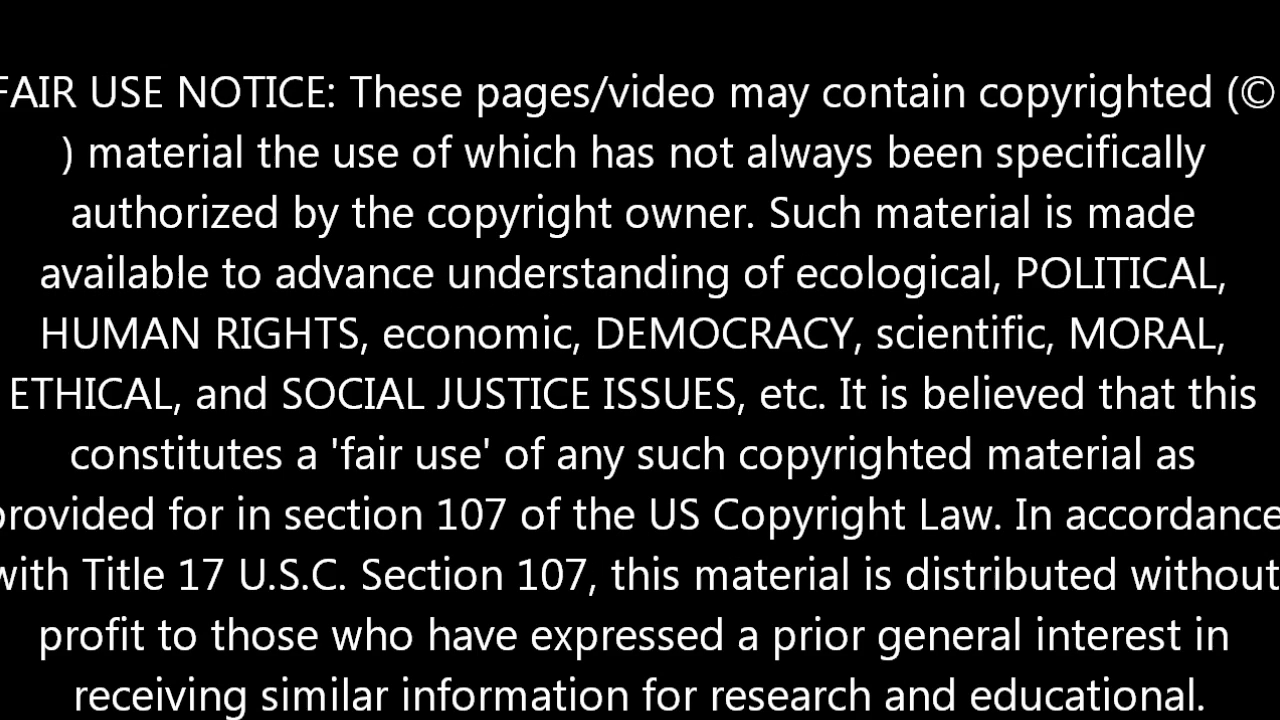 FAIR USE NOTICE: These pages/video may contain copyrighted (©
) material the use of which has not always been specifically
authorized by the copyright owner. Such material is made
available to advance understanding of ecological, POLITICAL,
HUMAN RIGHTS, economic, DEMOCRACY, scientific, MORAL,
ETHICAL, and SOCIAL JUSTICE ISSUES, etc. It is believed that this
constitutes a 'fair use' of any such copyrighted material as
provided for in section 107 of the US Copyright Law. In accordance
with Title 17 U.S.C. Section 107, this material is distributed without
profit to those who have expressed a prior general interest in
receiving similar information for research and educational.